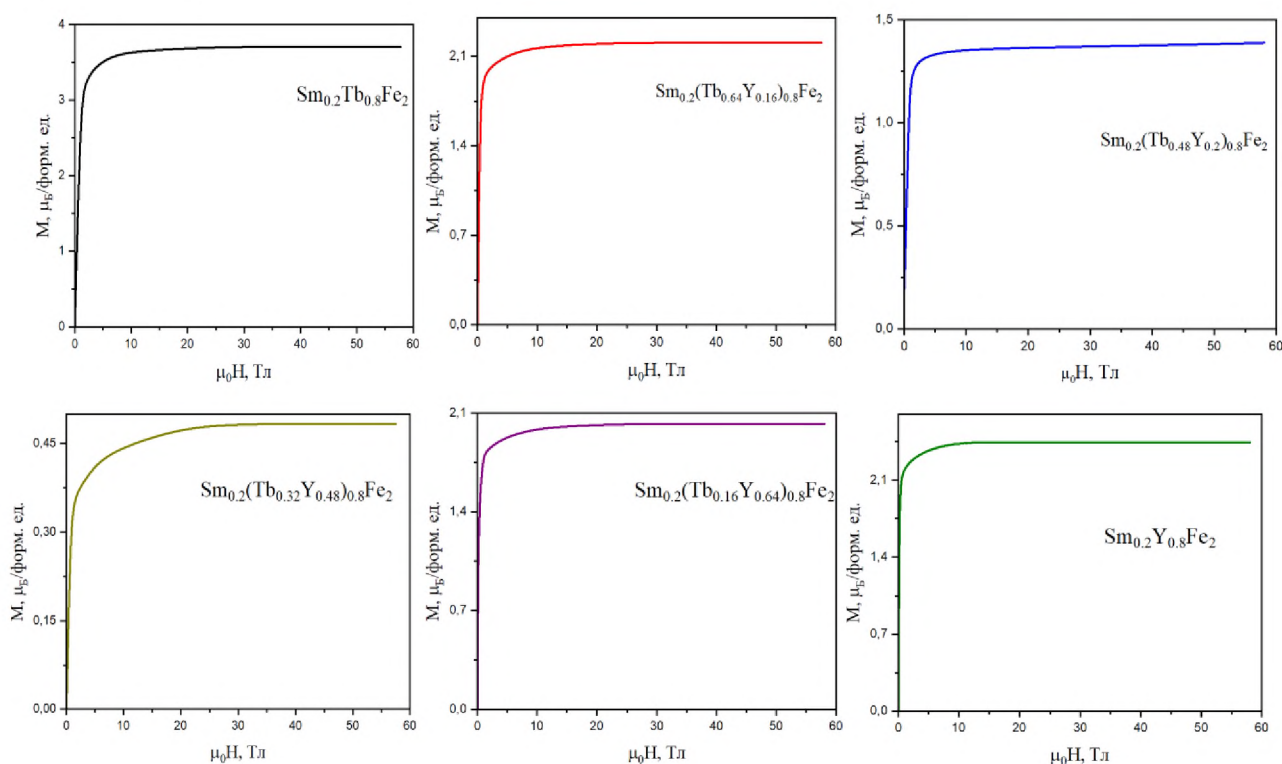 4
3
2
1
0
M, μ_Б/форм. ед.
Sm₀.₂Tb₀.₈Fe₂
0 10 20 30 40 50 60
μ₀H, Тл
2,1
1,4
0,7
0,0
M, μ_Б/форм. ед.
Sm₀.₂(Tb₀.₆₄Y₀.₁₆)₀.₈Fe₂
0 10 20 30 40 50 60
μ₀H, Тл
1,5
1,0
0,5
0,0
M, μ_Б/форм. ед.
Sm₀.₂(Tb₀.₄₈Y₀.₂)₀.₈Fe₂
0 10 20 30 40 50 60
μ₀H, Тл
0,45
0,30
0,15
0,00
M, μ_Б/форм. ед.
Sm₀.₂(Tb₀.₃₂Y₀.₄₈)₀.₈Fe₂
0 10 20 30 40 50 60
μ₀H, Тл
2,1
1,4
0,7
0,0
M, μ_Б/форм. ед.
Sm₀.₂(Tb₀.₁₆Y₀.₆₄)₀.₈Fe₂
0 10 20 30 40 50 60
μ₀H, Тл
2,1
1,4
0,7
0,0
M, μ_Б/форм. ед.
Sm₀.₂Y₀.₈Fe₂
0 10 20 30 40 50 60
μ₀H, Тл